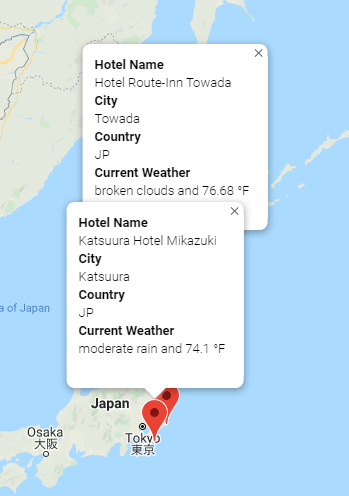 Hotel Name
Hotel Route-Inn Towada
City
Towada
Country
JP
Current Weather
broken clouds and 76.68 °F
Hotel Name
Katsuura Hotel Mikazuki
City
Katsuura
Country
JP
Current Weather
moderate rain and 74.1 °F
a of Japan
Japan
Osaka
大阪
Tokyo
東京